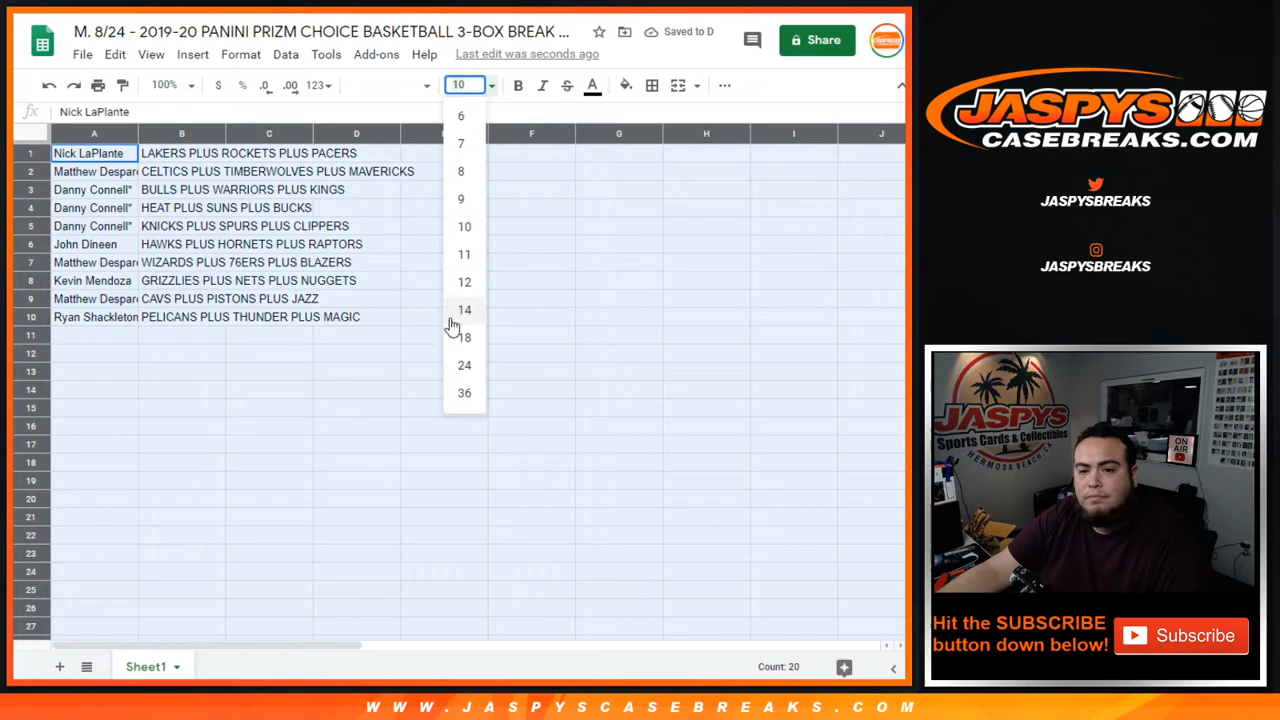 M. 8/24 - 2019-20 PANINI PRIZM CHOICE BASKETBALL 3-BOX BREAK ...
Saved to D
Share
File Edit View Insert Format Data Tools Add-ons Help Last edit was seconds ago
100% $ % .0 .00 123 10 B I S A ...
fx Nick LaPlante
A B C D F G H I J
1 Nick LaPlante LAKERS PLUS ROCKETS PLUS PACERS
2 Matthew Despar CELTICS PLUS TIMBERWOLVES PLUS MAVERICKS
3 Danny Connell* BULLS PLUS WARRIORS PLUS KINGS
4 Danny Connell* HEAT PLUS SUNS PLUS BUCKS
5 Danny Connell* KNICKS PLUS SPURS PLUS CLIPPERS
6 John Dineen HAWKS PLUS HORNETS PLUS RAPTORS
7 Matthew Despar WIZARDS PLUS 76ERS PLUS BLAZERS
8 Kevin Mendoza GRIZZLIES PLUS NETS PLUS NUGGETS
9 Matthew Despar CAVS PLUS PISTONS PLUS JAZZ
10 Ryan Shackleton PELICANS PLUS THUNDER PLUS MAGIC
11
12
13
14
15
16
17
18
19
20
21
22
23
24
25
26
27
6
7
8
9
10
11
12
14
18
24
36
Sheet1
Count: 20
JASPYS
CASEBREAKS.COM
JASPYSBREAKS
JASPYSBREAKS
JASPYS
Sports Cards & Collectibles
HERMOSA BEACH, CA
ON
AIR
Hit the SUBSCRIBE
button down below!
Subscribe
WWW.JASPYSCASEBREAKS.COM